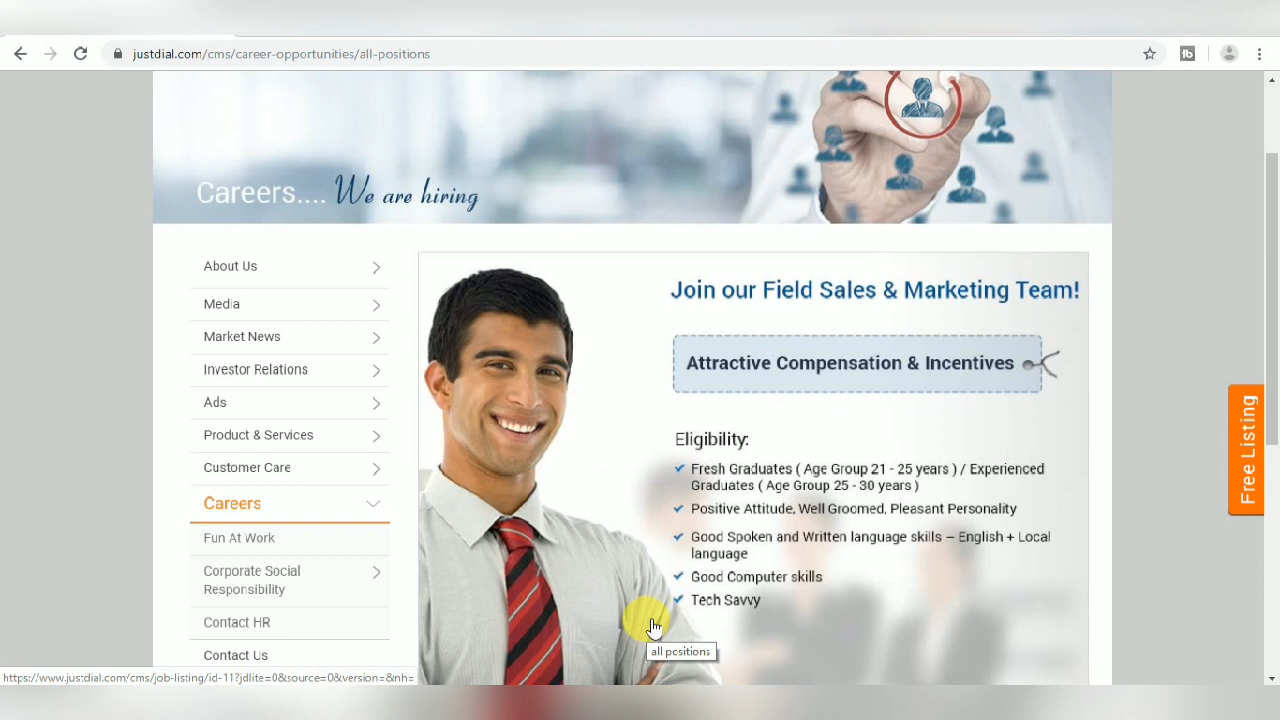 justdial.com/cms/career-opportunities/all-positions
Careers.... We are hiring
About Us
Media
Market News
Investor Relations
Ads
Product & Services
Customer Care
Careers
Fun At Work
Corporate Social
Responsibility
Contact HR
Contact Us
Join our Field Sales & Marketing Team!
Attractive Compensation & Incentives
Eligibility:
Fresh Graduates ( Age Group 21 - 25 years ) / Experienced
Graduates ( Age Group 25 - 30 years )
Positive Attitude, Well Groomed, Pleasant Personality
Good Spoken and Written language skills – English + Local
language
Good Computer skills
Tech Savvy
all positions
Free Listing
https://www.justdial.com/cms/job-listing/id-11?jdlite=0&source=0&version=&nh=